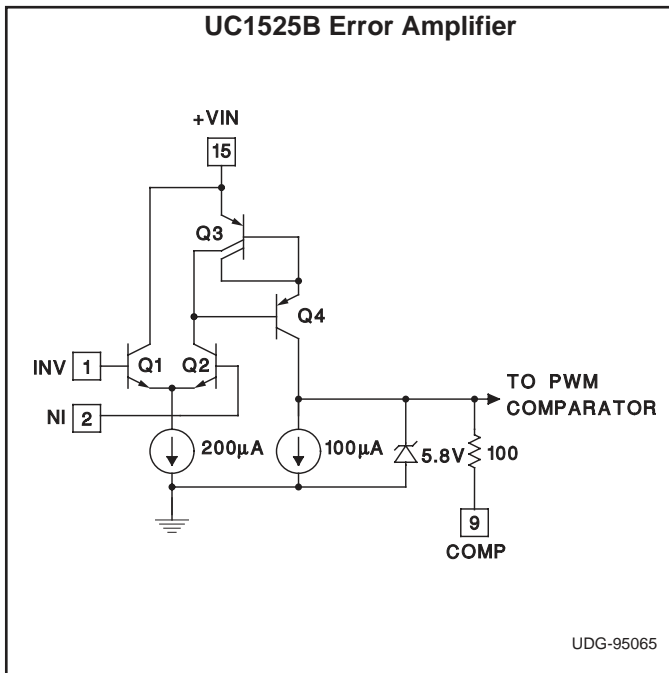 UC1525B Error Amplifier
+VIN
15
Q3
Q4
INV 1 Q1 Q2
NI 2
TO PWM
COMPARATOR
200µA 100µA 5.8V 100
9
COMP
UDG-95065